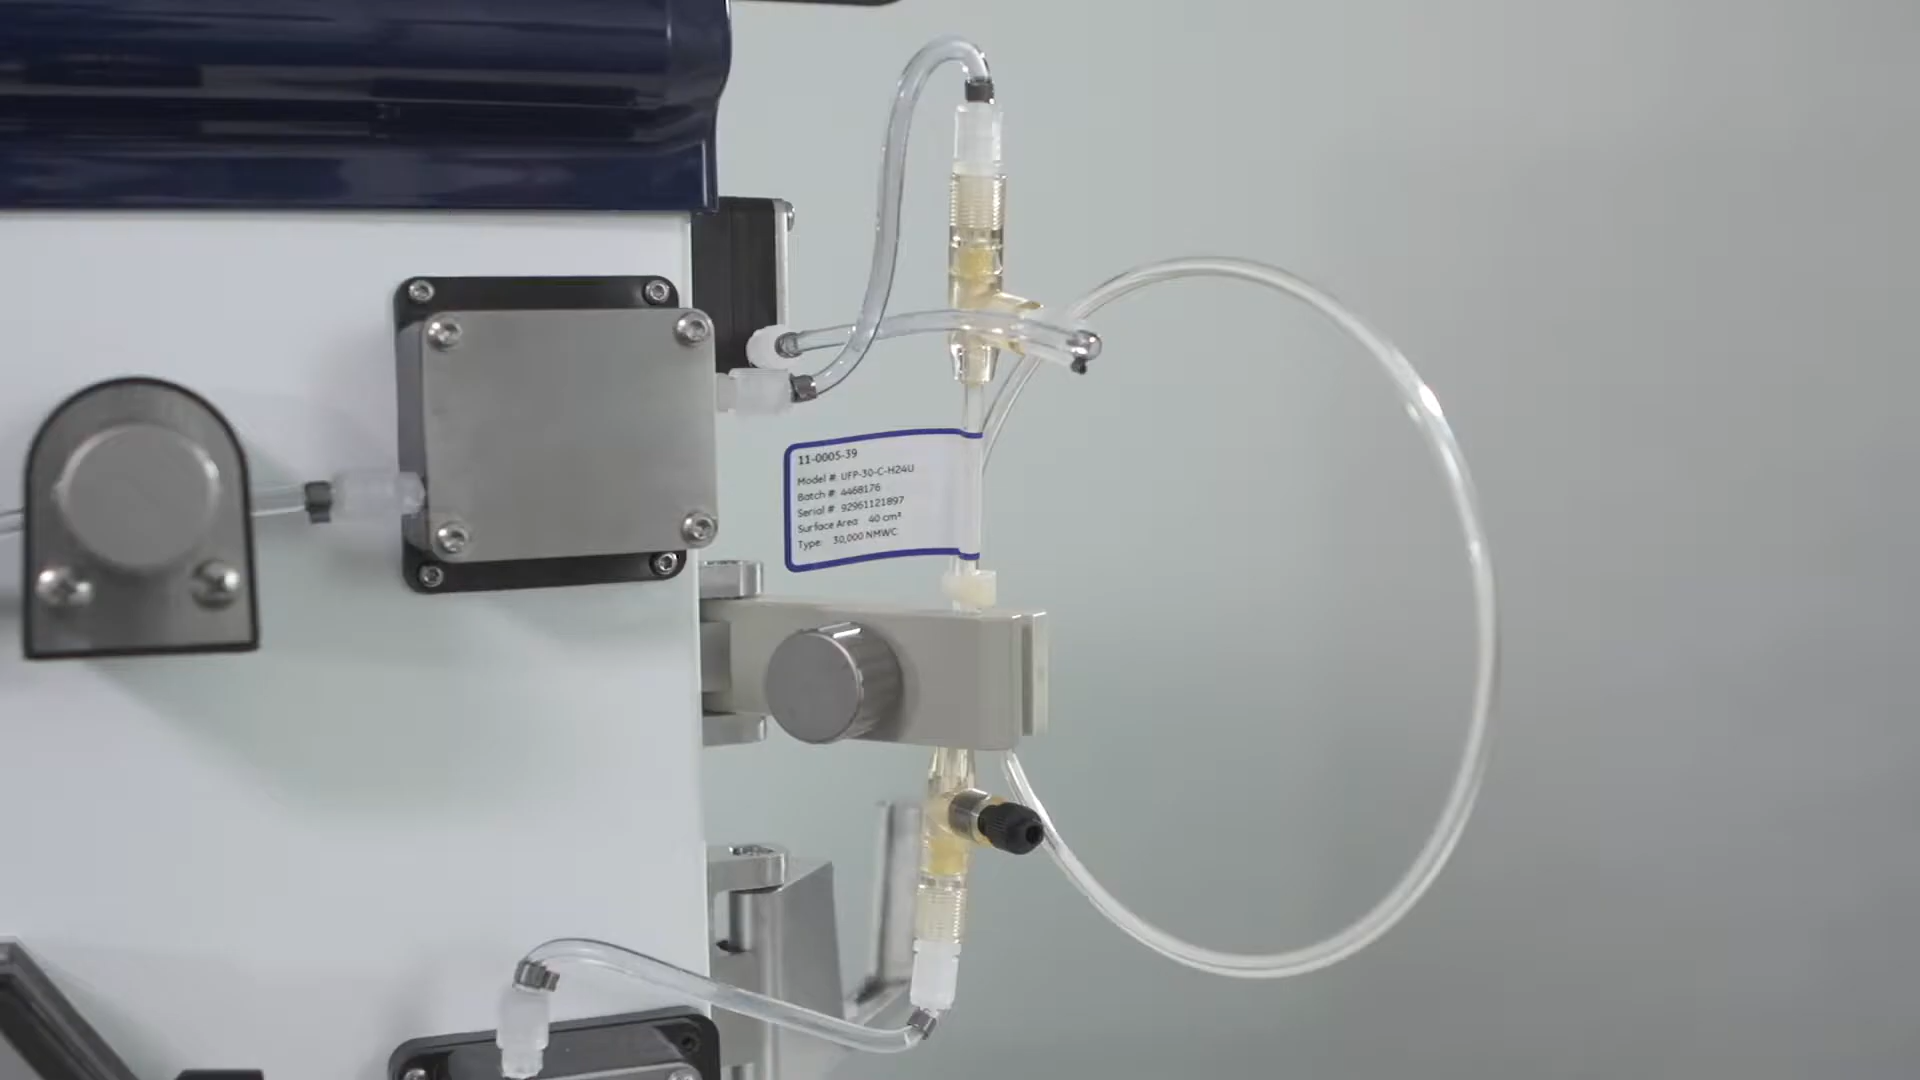 11-0005-39
Model #: UFP-30-C-H24U
Batch #: 4468176
Serial #: 92961121897
Surface Area: 40 cm²
Type: 30,000 NMWC